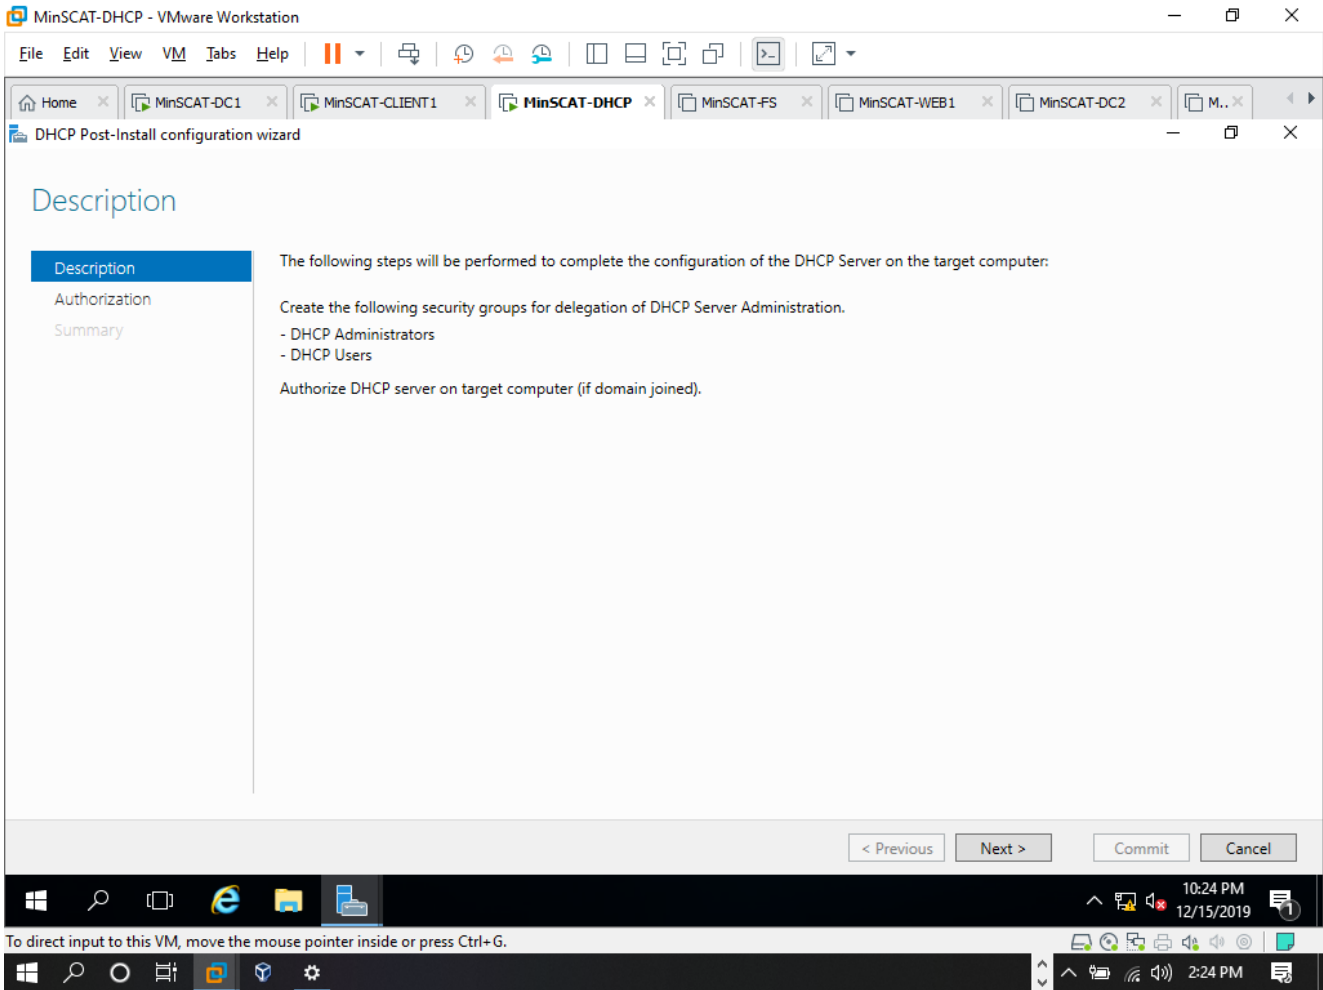 MinSCAT-DHCP - VMware Workstation
File Edit View VM Tabs Help
Home MinSCAT-DC1 MinSCAT-CLIENT1 MinSCAT-DHCP MinSCAT-FS MinSCAT-WEB1 MinSCAT-DC2 M..
DHCP Post-Install configuration wizard
Description
Description
Authorization
Summary
The following steps will be performed to complete the configuration of the DHCP Server on the target computer:
Create the following security groups for delegation of DHCP Server Administration.
- DHCP Administrators
- DHCP Users
Authorize DHCP server on target computer (if domain joined).
< Previous Next > Commit Cancel
10:24 PM
12/15/2019
1
To direct input to this VM, move the mouse pointer inside or press Ctrl+G.
2:24 PM